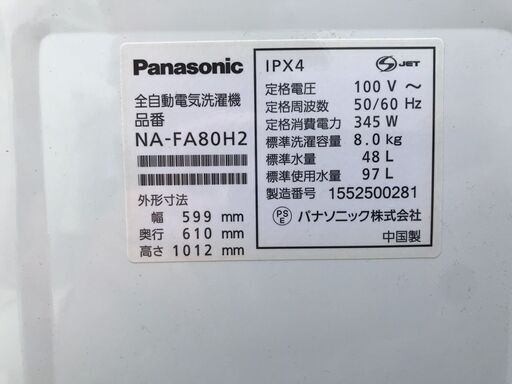 Panasonic
全自動電気洗濯機
品番
NA-FA80H2
外形寸法
幅 599 mm
奥行 610 mm
高さ 1012 mm
IPX4
S JET
定格電圧 100 V ～
定格周波数 50/60 Hz
定格消費電力 345 W
標準洗濯容量 8.0 kg
標準水量 48 L
標準使用水量 97 L
製造番号 1552500281
PS
E
パナソニック株式会社
中国製